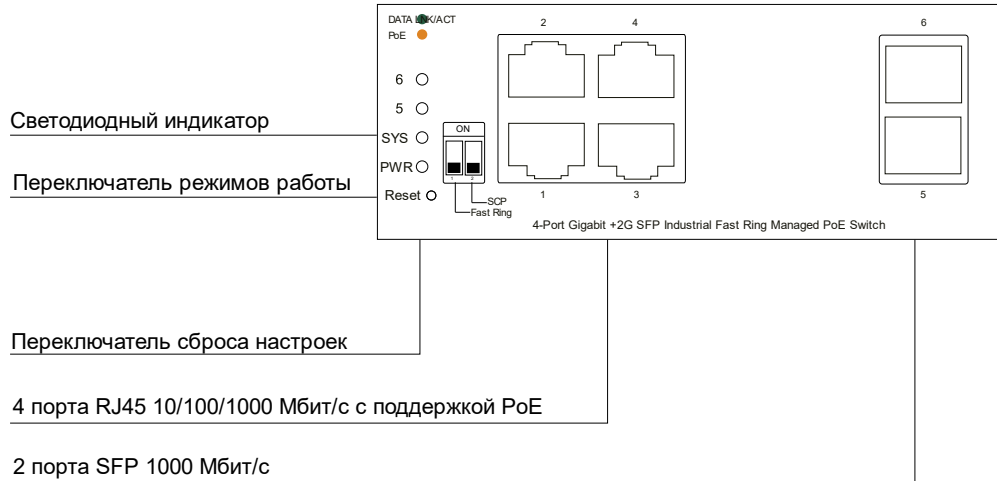 DATA LNK/ACT
PoE
6
5
SYS
PWR
Reset
ON
1 2
SCP
Fast Ring
2 4
1 3
6
5
4-Port Gigabit +2G SFP Industrial Fast Ring Managed PoE Switch
Светодиодный индикатор
Переключатель режимов работы
Переключатель сброса настроек
4 порта RJ45 10/100/1000 Мбит/с с поддержкой PoE
2 порта SFP 1000 Мбит/с